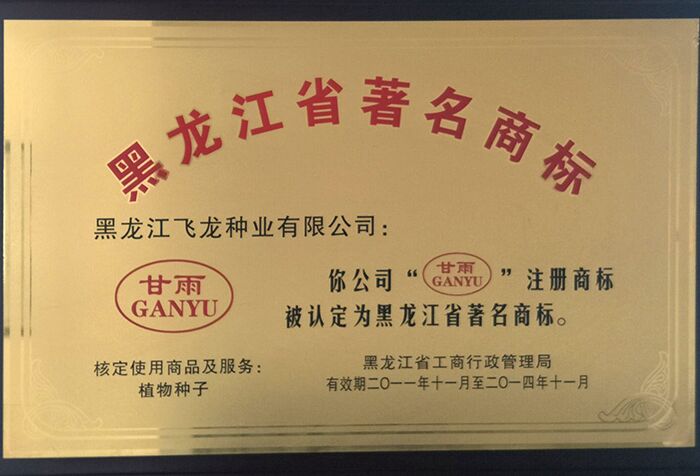 黑龙江省著名商标
黑龙江飞龙种业有限公司：
甘雨
GANYU
你公司“甘雨 GANYU”注册商标
被认定为黑龙江省著名商标。
核定使用商品及服务：
植物种子
黑龙江省工商行政管理局
有效期二〇一一年十一月至二〇一四年十一月